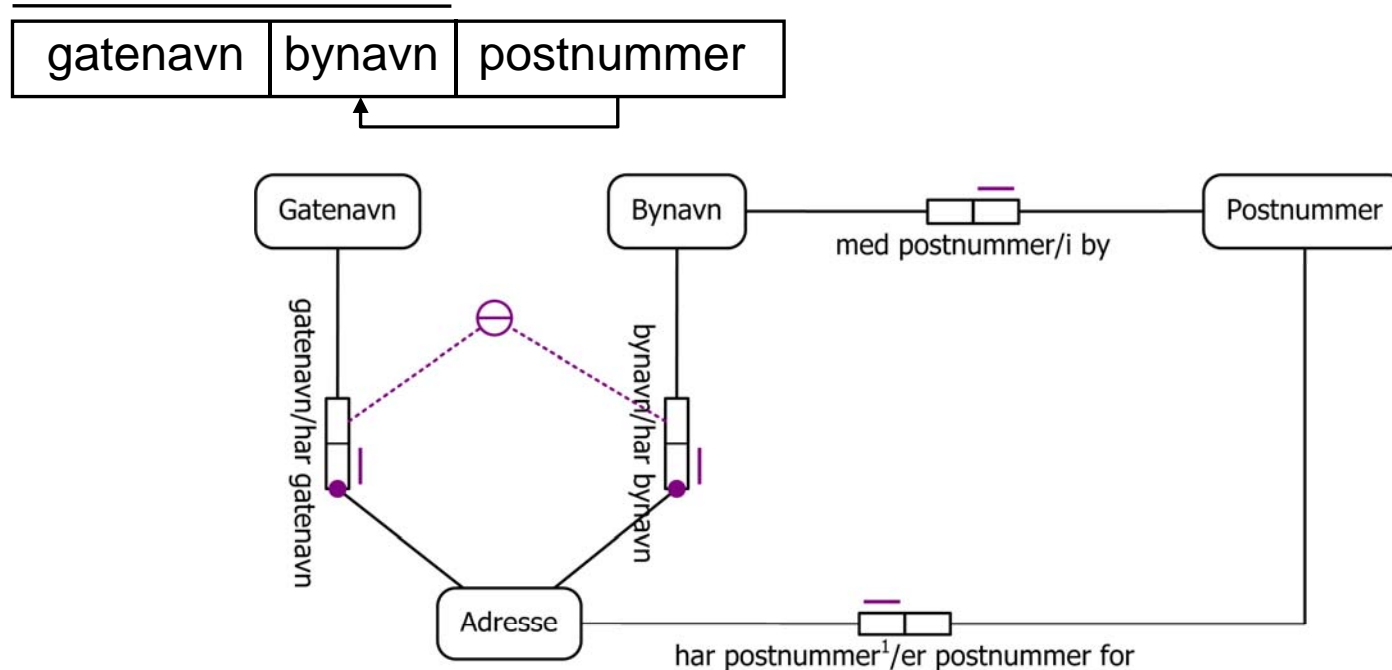 gatenavn bynavn postnummer
Gatenavn
Bynavn
Postnummer
med postnummer/i by
gatenavn/har gatenavn
bynavn/har bynavn
Adresse
har postnummer¹/er postnummer for